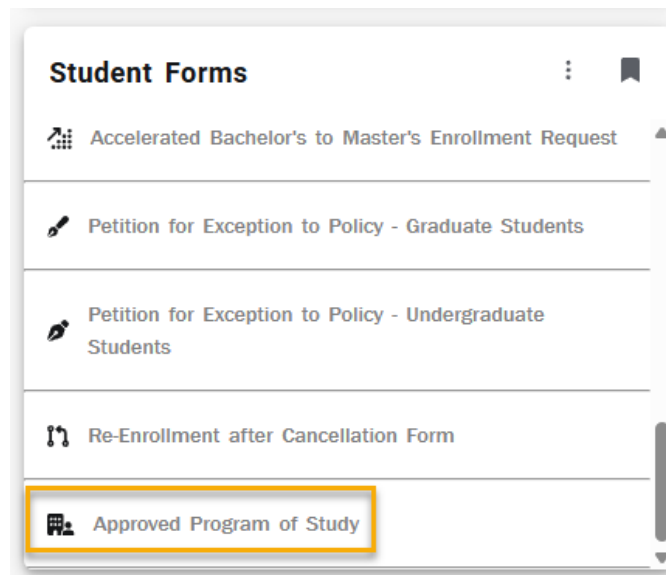 Student Forms
Accelerated Bachelor's to Master's Enrollment Request
Petition for Exception to Policy - Graduate Students
Petition for Exception to Policy - Undergraduate
Students
Re-Enrollment after Cancellation Form
Approved Program of Study